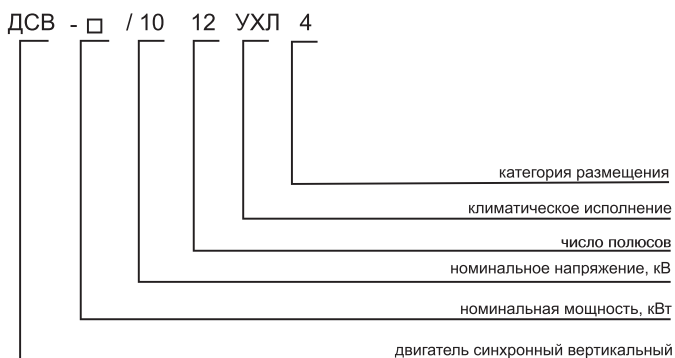 ДСВ - □ / 10 12 УХЛ 4
категория размещения
климатическое исполнение
число полюсов
номинальное напряжение, кВ
номинальная мощность, кВт
двигатель синхронный вертикальный